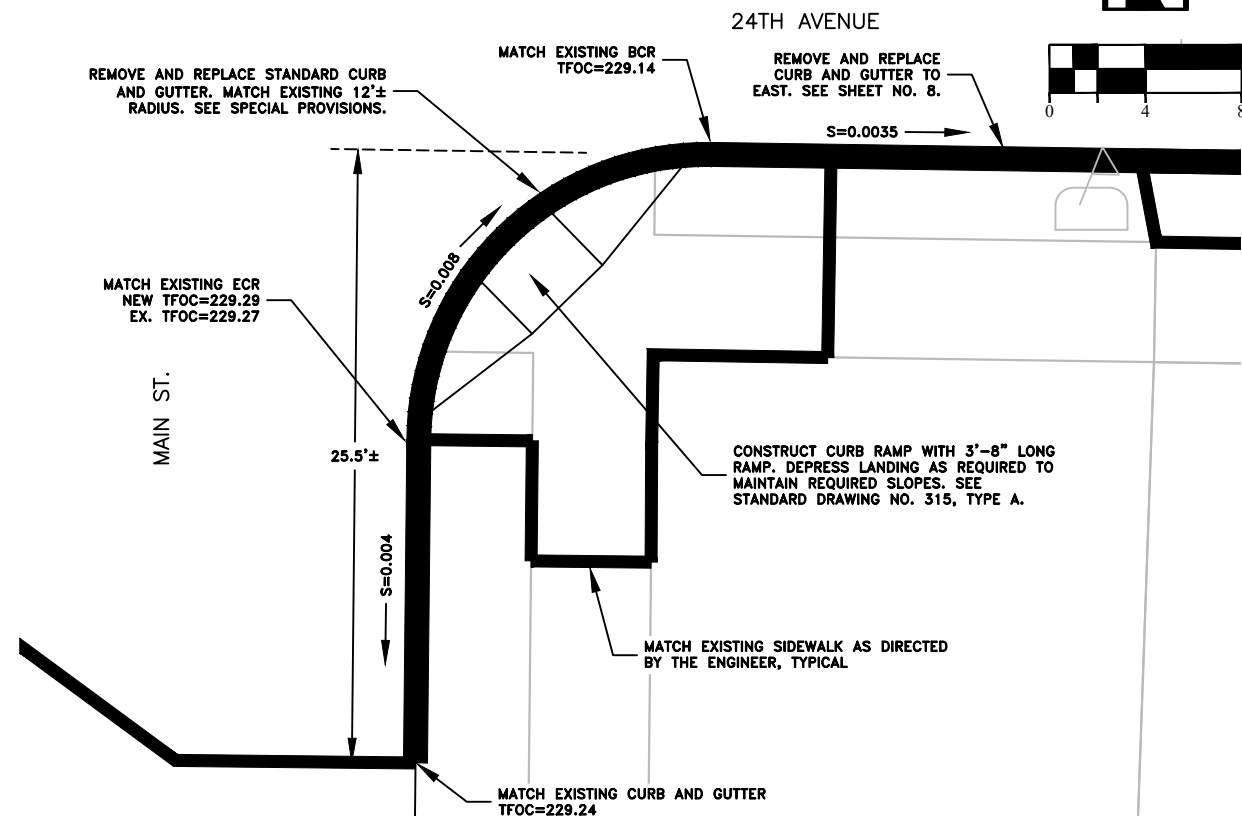 24TH AVENUE
MATCH EXISTING BCR
TFOC=229.14
REMOVE AND REPLACE
CURB AND GUTTER TO
EAST. SEE SHEET NO. 8.
REMOVE AND REPLACE STANDARD CURB
AND GUTTER. MATCH EXISTING 12'±
RADIUS. SEE SPECIAL PROVISIONS.
0 4 8
S=0.0035
S=0.008
MATCH EXISTING ECR
NEW TFOC=229.29
EX. TFOC=229.27
MAIN ST.
25.5'±
CONSTRUCT CURB RAMP WITH 3'-8" LONG
RAMP. DEPRESS LANDING AS REQUIRED TO
MAINTAIN REQUIRED SLOPES. SEE
STANDARD DRAWING NO. 315, TYPE A.
S=0.004
MATCH EXISTING SIDEWALK AS DIRECTED
BY THE ENGINEER, TYPICAL
MATCH EXISTING CURB AND GUTTER
TFOC=229.24